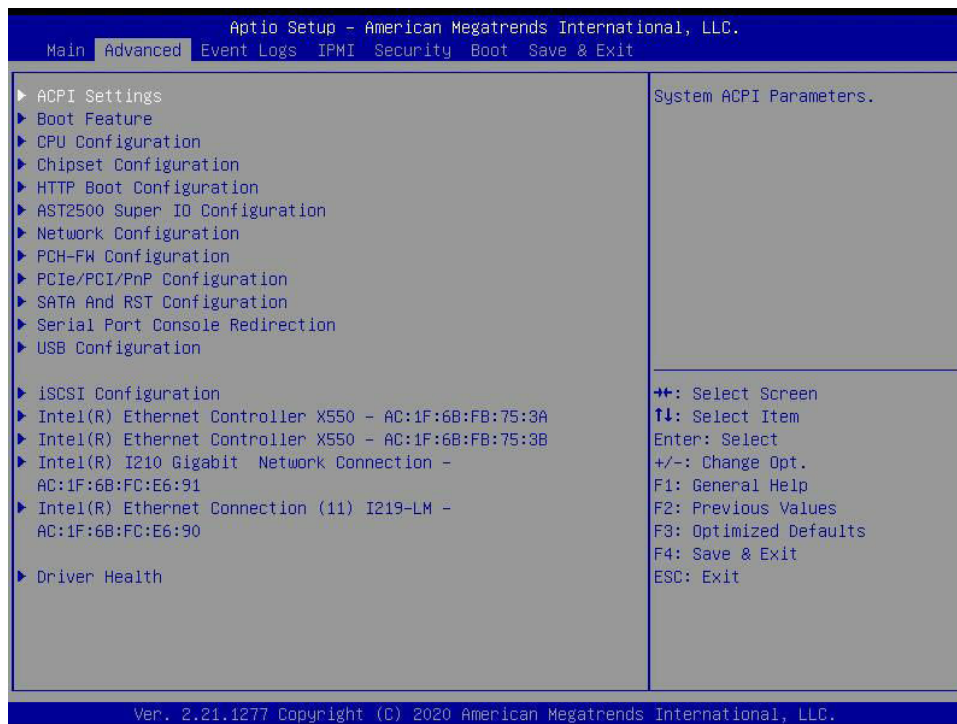 Aptio Setup – American Megatrends International, LLC.
Main Advanced Event Logs IPMI Security Boot Save & Exit
▶ ACPI Settings
▶ Boot Feature
▶ CPU Configuration
▶ Chipset Configuration
▶ HTTP Boot Configuration
▶ AST2500 Super IO Configuration
▶ Network Configuration
▶ PCH-FW Configuration
▶ PCIe/PCI/PnP Configuration
▶ SATA And RST Configuration
▶ Serial Port Console Redirection
▶ USB Configuration
▶ iSCSI Configuration
▶ Intel(R) Ethernet Controller X550 – AC:1F:6B:FB:75:3A
▶ Intel(R) Ethernet Controller X550 – AC:1F:6B:FB:75:3B
▶ Intel(R) I210 Gigabit  Network Connection –
AC:1F:6B:FC:E6:91
▶ Intel(R) Ethernet Connection (11) I219-LM –
AC:1F:6B:FC:E6:90
▶ Driver Health
System ACPI Parameters.
→←: Select Screen
↑↓: Select Item
Enter: Select
+/-: Change Opt.
F1: General Help
F2: Previous Values
F3: Optimized Defaults
F4: Save & Exit
ESC: Exit
Ver. 2.21.1277 Copyright (C) 2020 American Megatrends International, LLC.